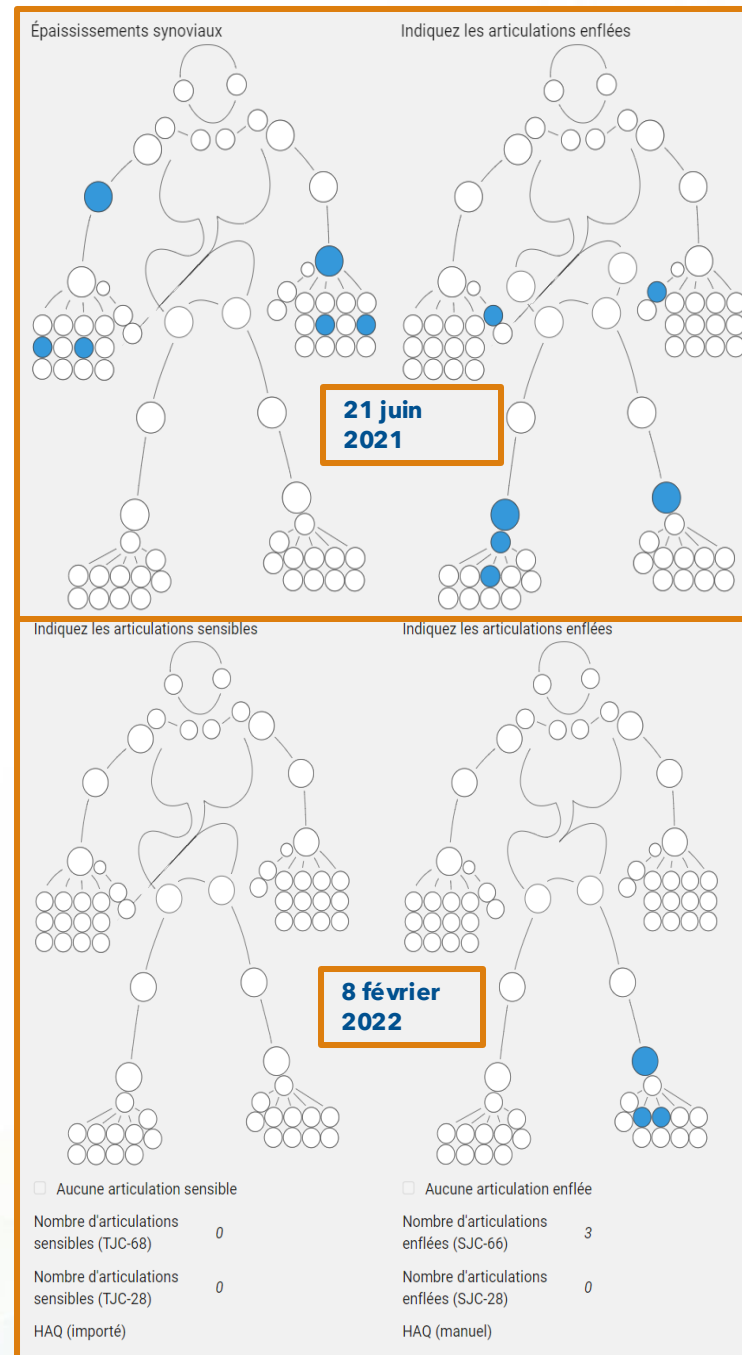 Épaississements synoviaux
Indiquez les articulations enflées
21 juin
2021
Indiquez les articulations sensibles
Indiquez les articulations enflées
8 février
2022
Aucune articulation sensible
Aucune articulation enflée
Nombre d'articulations
sensibles (TJC-68)
0
Nombre d'articulations
enflées (SJC-66)
3
Nombre d'articulations
sensibles (TJC-28)
0
Nombre d'articulations
enflées (SJC-28)
0
HAQ (importé)
HAQ (manuel)